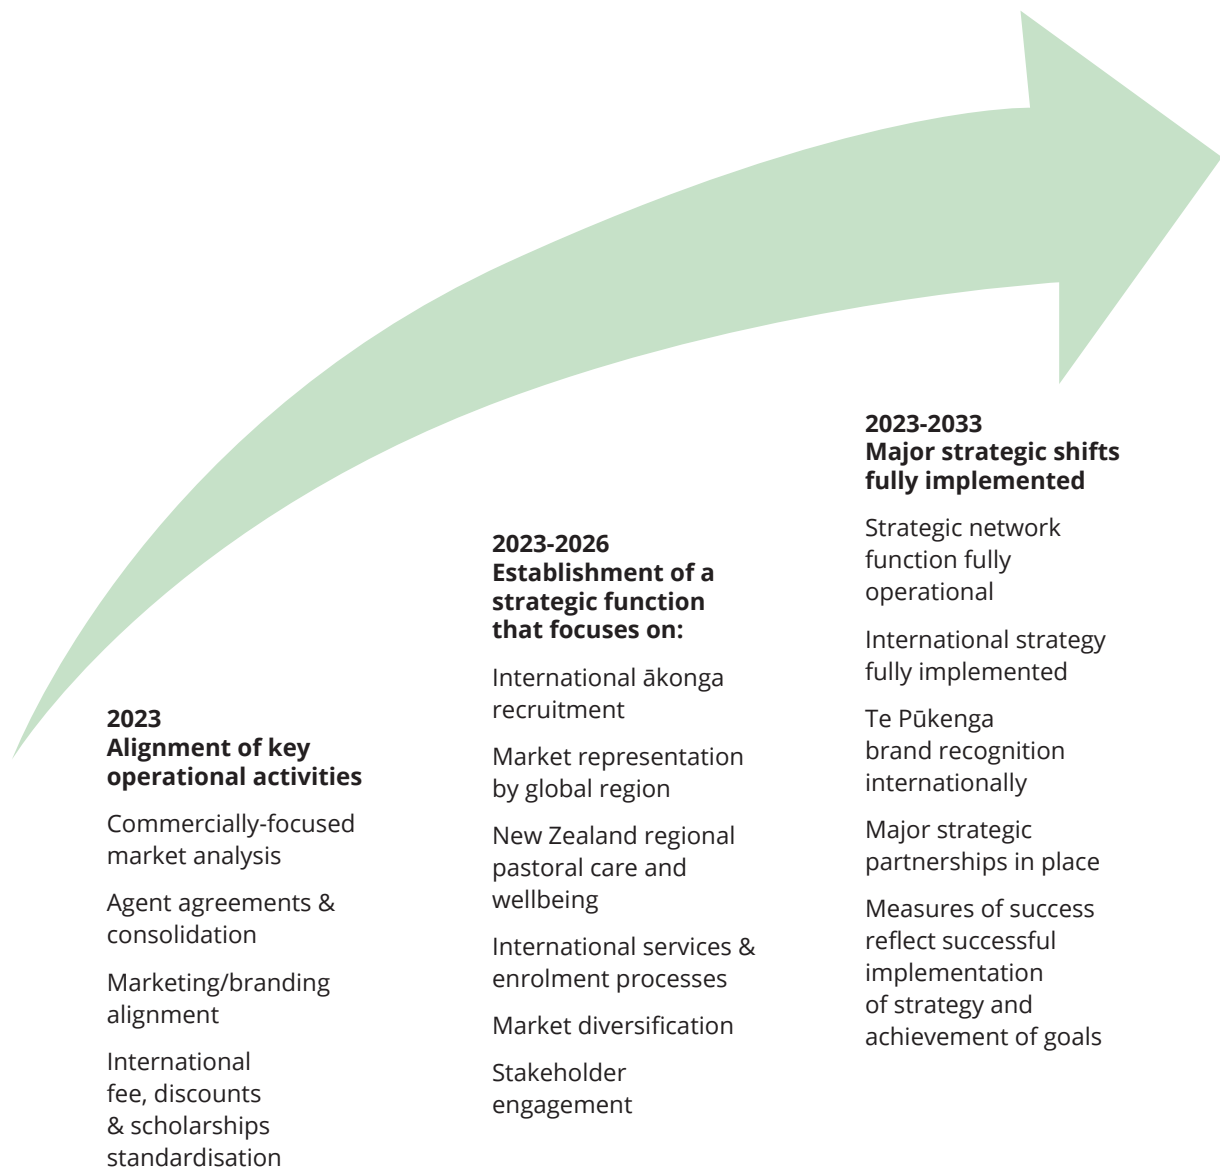 2023
Alignment of key
operational activities
Commercially-focused
market analysis
Agent agreements &
consolidation
Marketing/branding
alignment
International
fee, discounts
& scholarships
standardisation
2023-2026
Establishment of a
strategic function
that focuses on:
International ākonga
recruitment
Market representation
by global region
New Zealand regional
pastoral care and
wellbeing
International services &
enrolment processes
Market diversification
Stakeholder
engagement
2023-2033
Major strategic shifts
fully implemented
Strategic network
function fully
operational
International strategy
fully implemented
Te Pūkenga
brand recognition
internationally
Major strategic
partnerships in place
Measures of success
reflect successful
implementation
of strategy and
achievement of goals